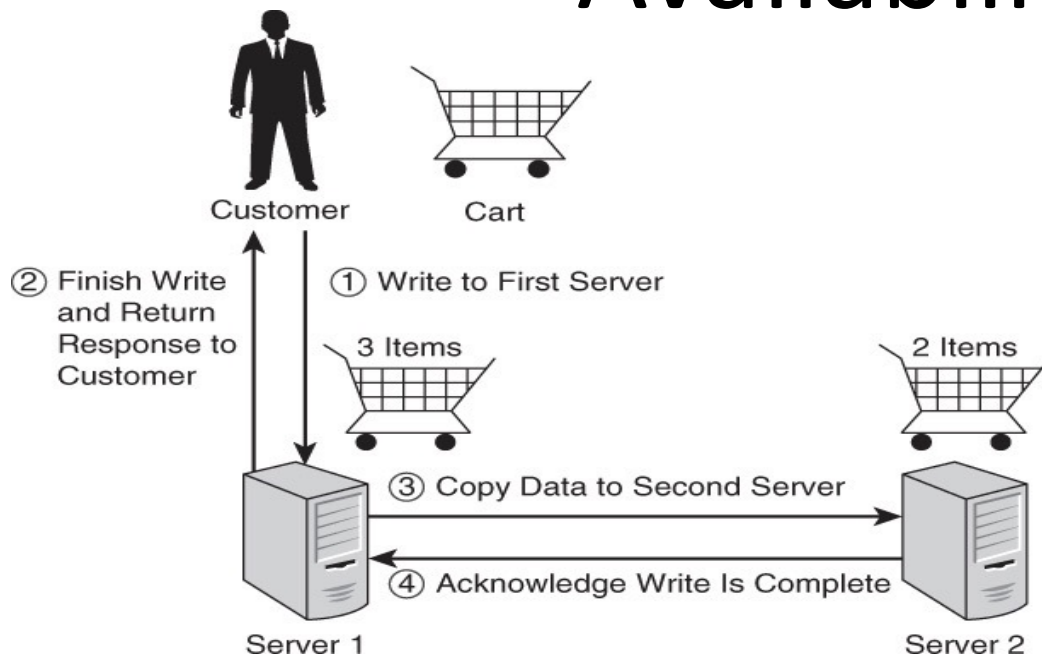 Customer
Cart
② Finish Write
and Return
Response to
Customer
① Write to First Server
3 Items
2 Items
③ Copy Data to Second Server
④ Acknowledge Write Is Complete
Server 1
Server 2